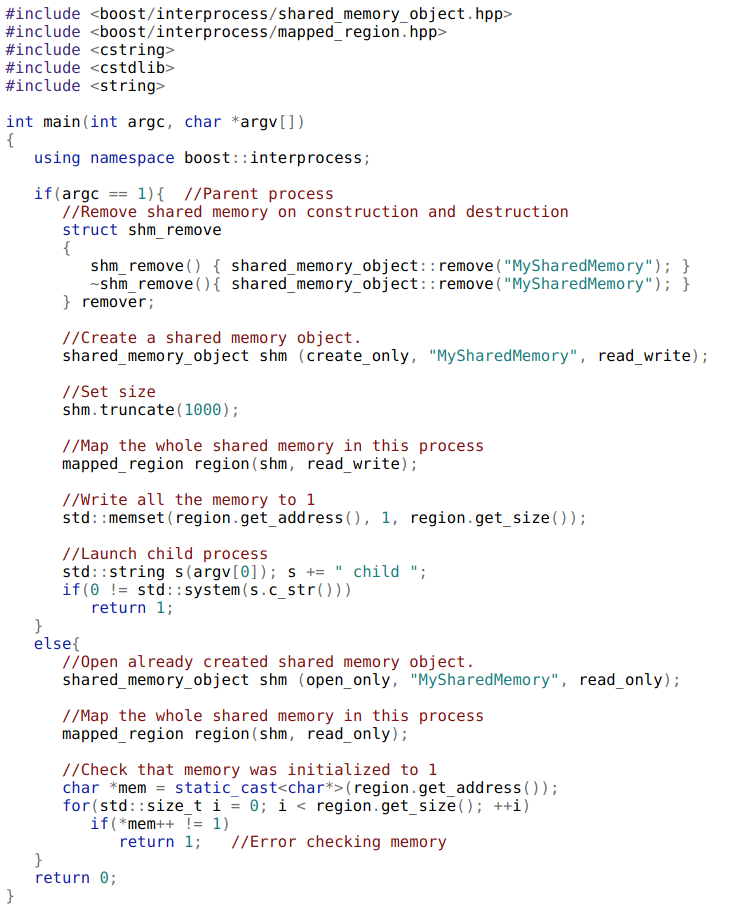 #include <boost/interprocess/shared_memory_object.hpp>
#include <boost/interprocess/mapped_region.hpp>
#include <cstring>
#include <cstdlib>
#include <string>

int main(int argc, char *argv[])
{
   using namespace boost::interprocess;

   if(argc == 1){  //Parent process
      //Remove shared memory on construction and destruction
      struct shm_remove
      {
         shm_remove() { shared_memory_object::remove("MySharedMemory"); }
         ~shm_remove(){ shared_memory_object::remove("MySharedMemory"); }
      } remover;

      //Create a shared memory object.
      shared_memory_object shm (create_only, "MySharedMemory", read_write);

      //Set size
      shm.truncate(1000);

      //Map the whole shared memory in this process
      mapped_region region(shm, read_write);

      //Write all the memory to 1
      std::memset(region.get_address(), 1, region.get_size());

      //Launch child process
      std::string s(argv[0]); s += " child ";
      if(0 != std::system(s.c_str()))
         return 1;
   }
   else{
      //Open already created shared memory object.
      shared_memory_object shm (open_only, "MySharedMemory", read_only);

      //Map the whole shared memory in this process
      mapped_region region(shm, read_only);

      //Check that memory was initialized to 1
      char *mem = static_cast<char*>(region.get_address());
      for(std::size_t i = 0; i < region.get_size(); ++i)
         if(*mem++ != 1)
            return 1;   //Error checking memory
   }
   return 0;
}